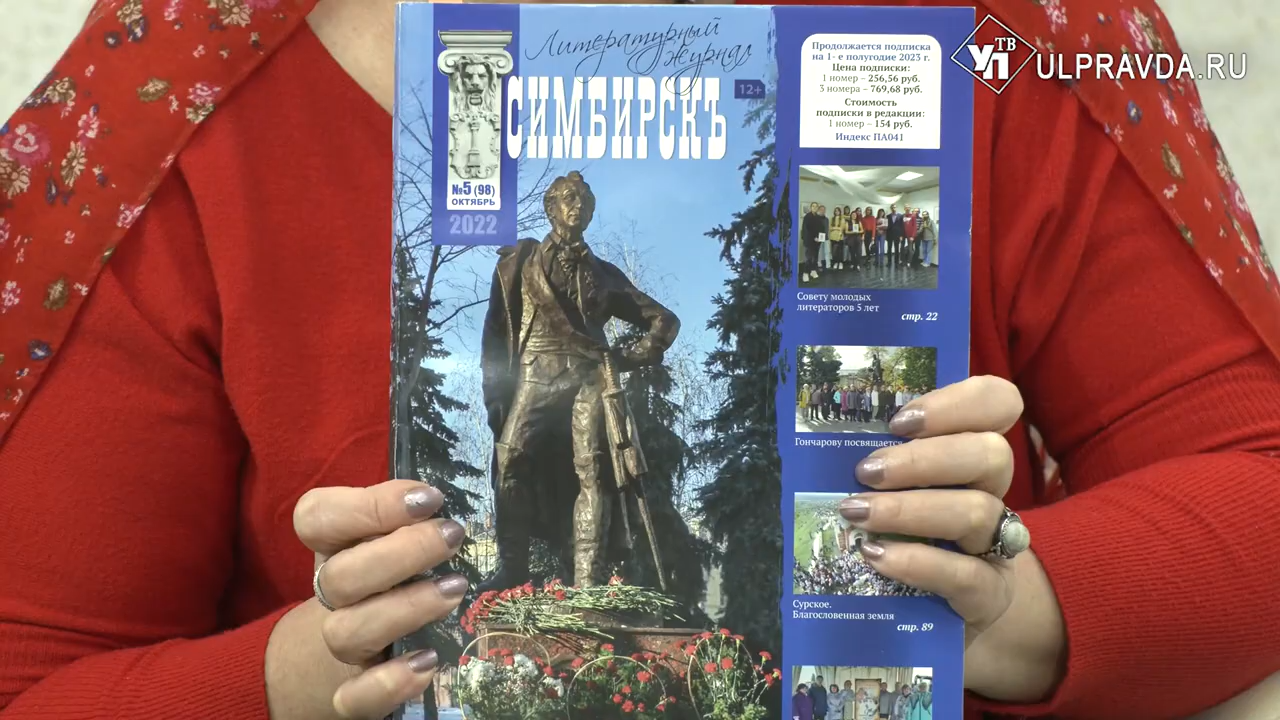 Литературный
журнал
СИМБИРСКЪ
12+
№5 (98)
ОКТЯБРЬ
2022
Продолжается подписка
на 1- е полугодие 2023 г.
Цена подписки:
1 номер – 256,56 руб.
3 номера – 769,68 руб.
Стоимость
подписки в редакции:
1 номер – 154 руб.
Индекс ПА041
Совету молодых
литераторов 5 лет
стр. 22
Гончарову посвящается
Сурское.
Благословенная земля
стр. 89
УП ТВ
ULPRAVDA.RU